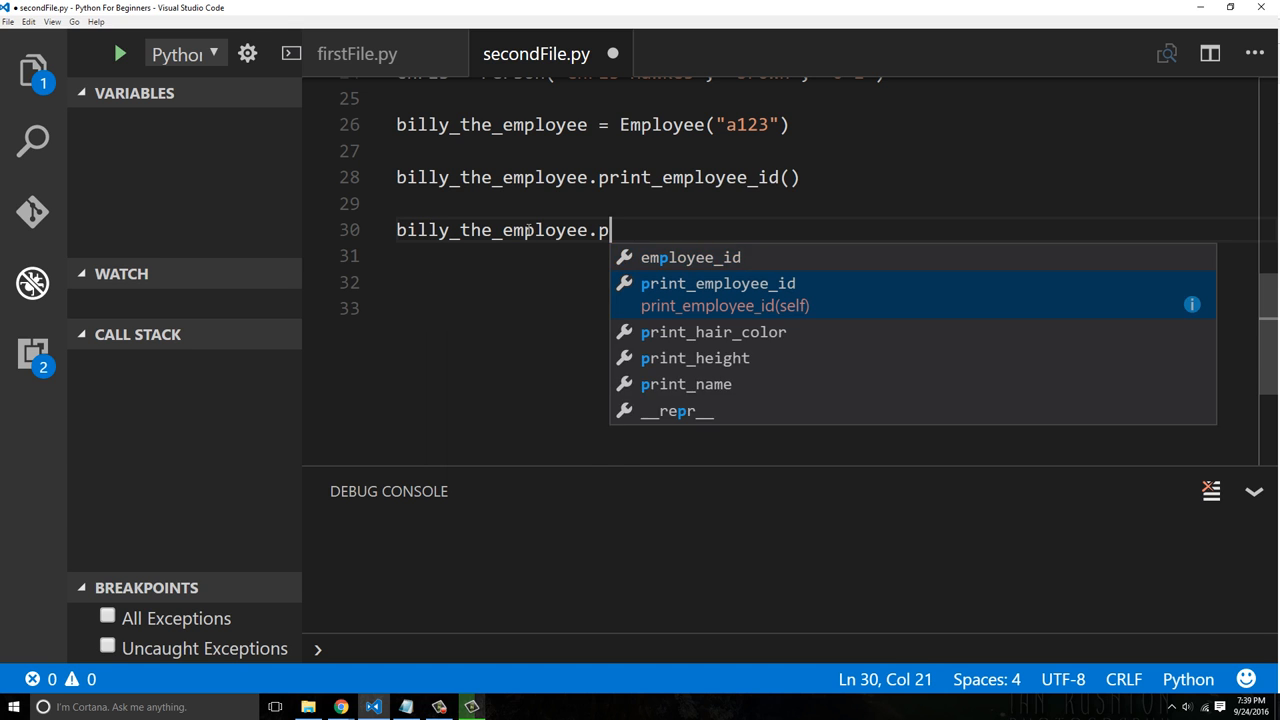 ● secondFile.py - Python For Beginners - Visual Studio Code
File Edit View Go Help
1
Python ▼
firstFile.py
secondFile.py ●
VARIABLES
25
26 billy_the_employee = Employee("a123")
27
28 billy_the_employee.print_employee_id()
29
30 billy_the_employee.p
31
32
33
employee_id
print_employee_id
print_employee_id(self)
print_hair_color
print_height
print_name
__repr__
WATCH
CALL STACK
2
DEBUG CONSOLE
BREAKPOINTS
All Exceptions
Uncaught Exceptions
0 0
Ln 30, Col 21 Spaces: 4 UTF-8 CRLF Python
I'm Cortana. Ask me anything.
7:39 PM
9/24/2016